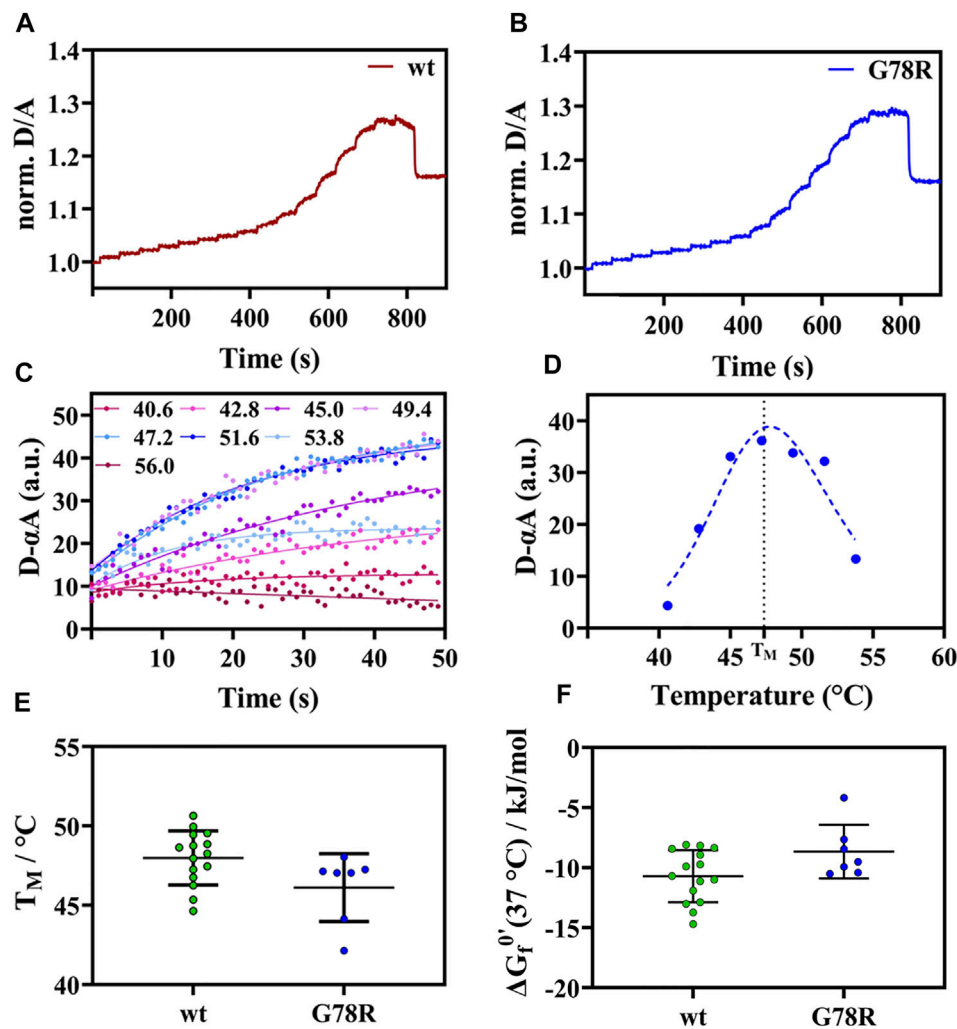 A
1.4
1.3
1.2
1.1
1.0
norm. D/A
wt
200 400 600 800
Time (s)
B
1.4
1.3
1.2
1.1
1.0
norm. D/A
G78R
200 400 600 800
Time (s)
C
50
40
30
20
10
0
D-αA (a.u.)
40.6 42.8 45.0 49.4
47.2 51.6 53.8
56.0
10 20 30 40 50
Time (s)
D
40
30
20
10
0
D-αA (a.u.)
40 45 TM 50 55 60
Temperature (°C)
E
55
50
45
40
TM / °C
wt G78R
F
0
-5
-10
-15
-20
ΔGf0' (37 °C) / kJ/mol
wt G78R